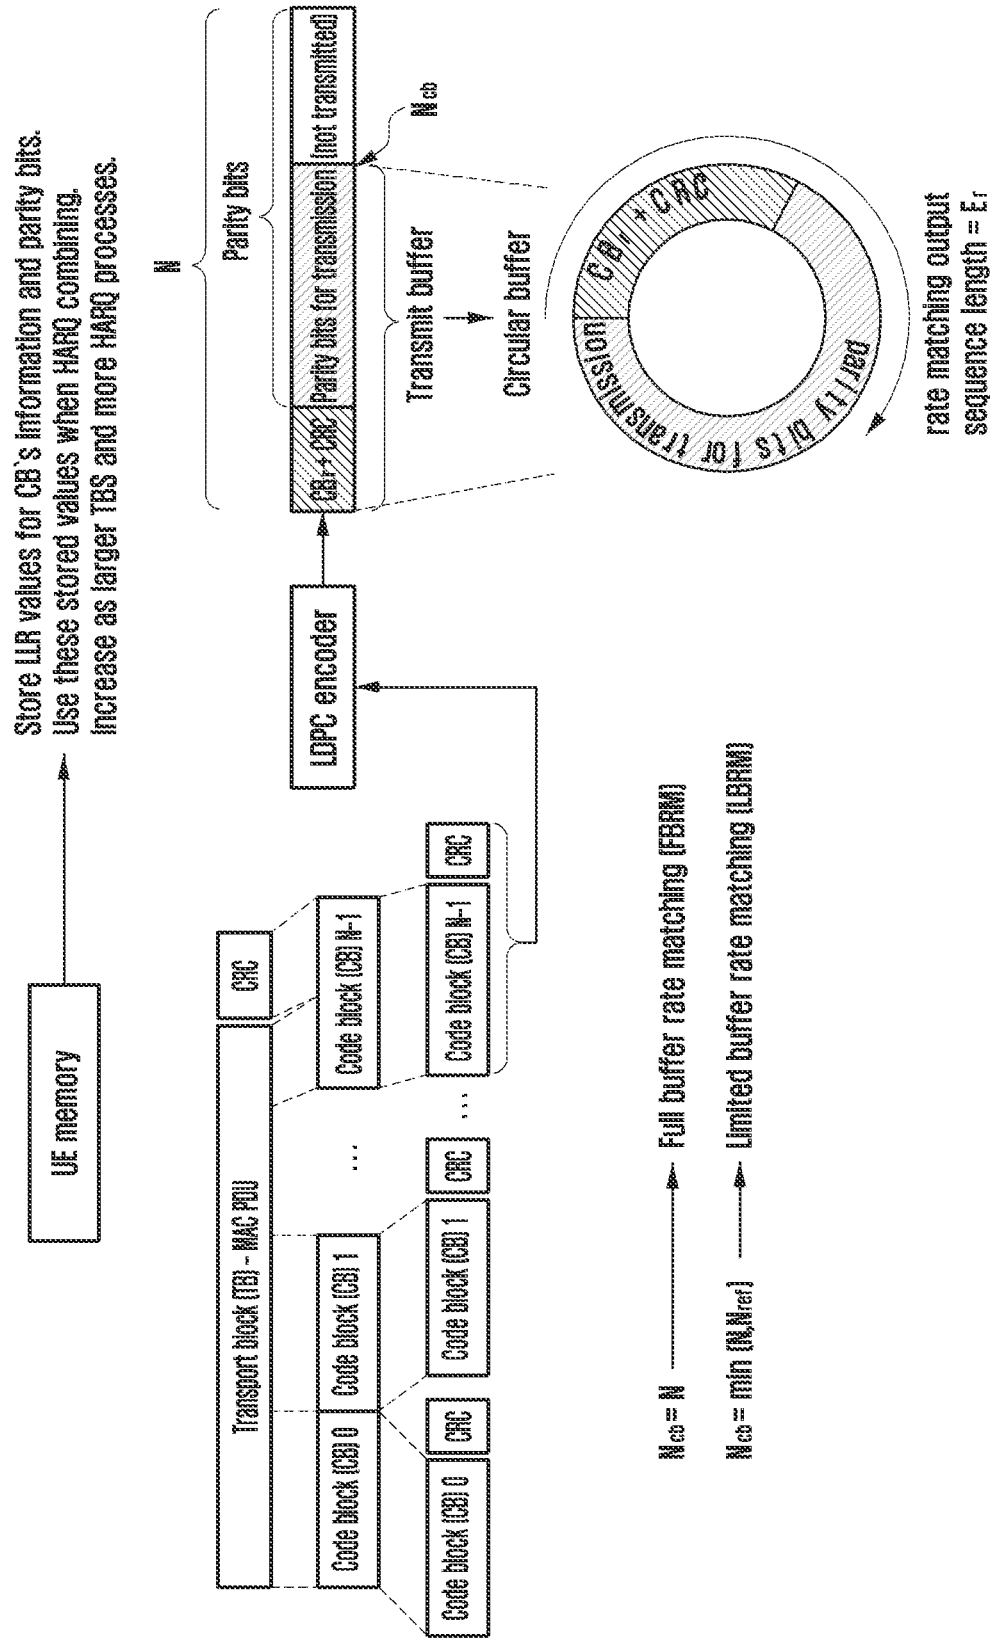 UE memory
Store LLR values for CB`s information and parity bits.
Use these stored values when HARQ combining.
Increase as larger TBS and more HARQ processes.
Transport block (TB) - MAC PDU
CRC
Code block (CB) 0
Code block (CB) 1
...
Code block (CB) N-1
Code block (CB) 0
CRC
Code block (CB) 1
CRC
...
Code block (CB) N-1
CRC
LDPC encoder
N
Parity bits
CBr + CRC
Parity bits for transmission
(not transmitted)
Ncb
Transmit buffer
Circular buffer
CBr + CRC
parity bits for transmission
rate matching output
sequence length = Er
Ncb = N
Full buffer rate matching (FBRM)
Ncb = min (N,Nref)
Limited buffer rate matching (LBRM)